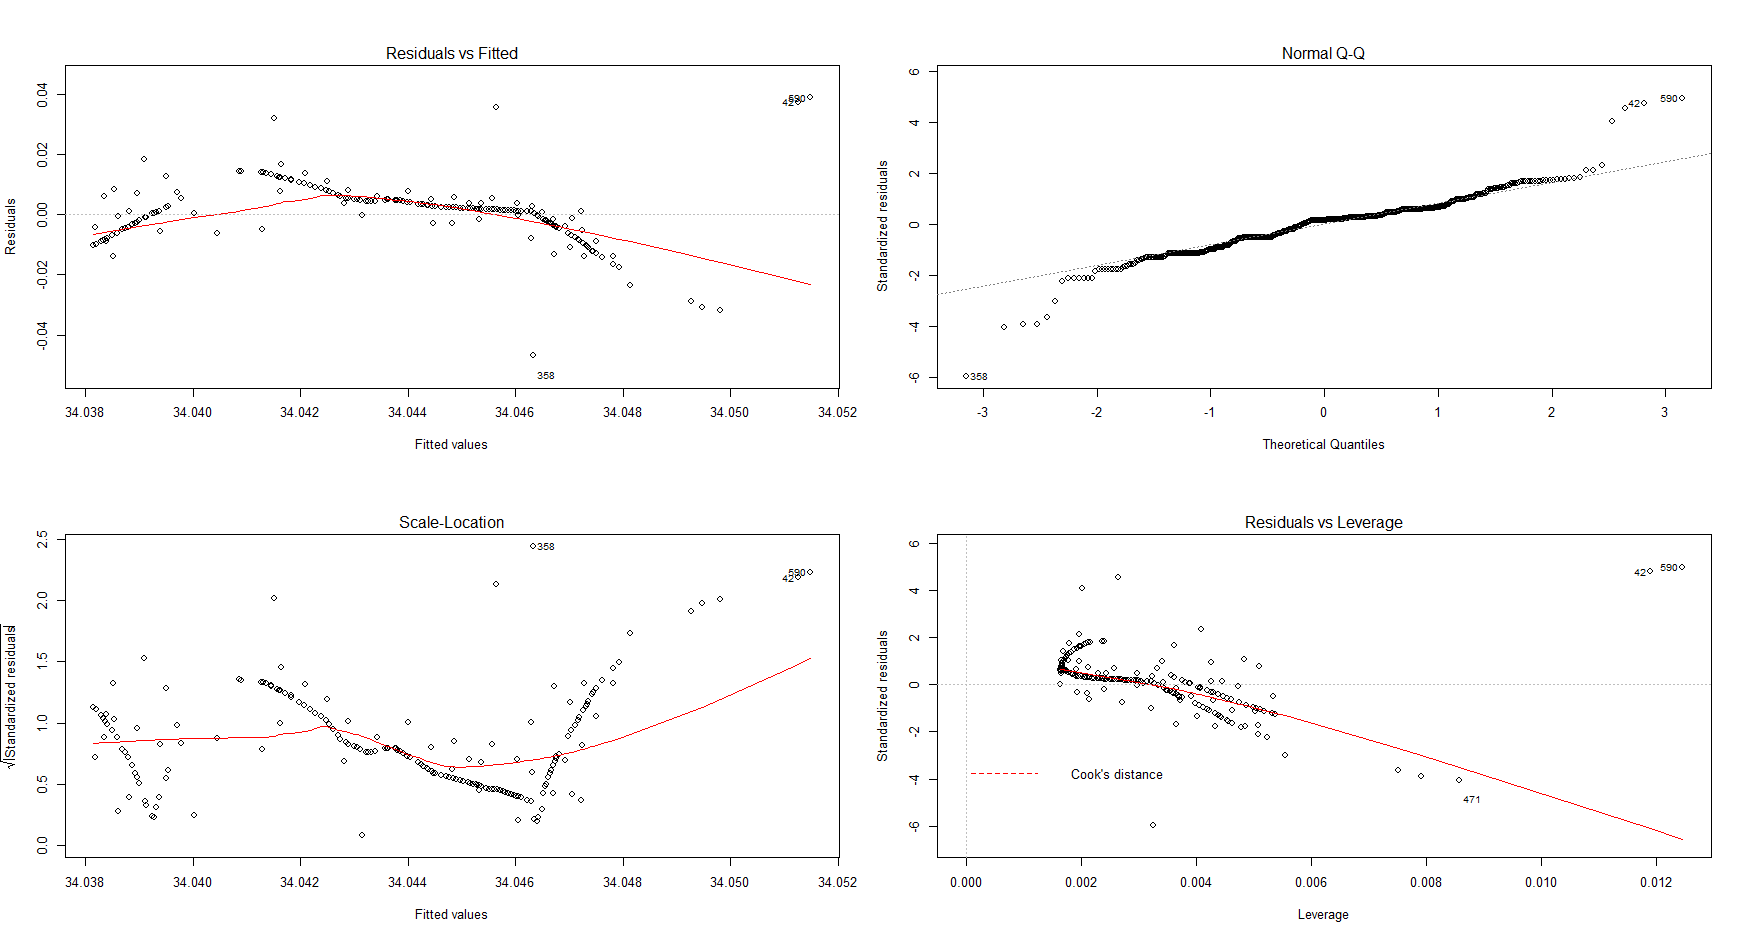 Residuals vs Fitted
Residuals
0.04
0.02
0.00
-0.02
-0.04
590
42
358
34.038 34.040 34.042 34.044 34.046 34.048 34.050 34.052
Fitted values
Normal Q-Q
Standardized residuals
6
4
2
0
-2
-4
-6
42
590
358
-3 -2 -1 0 1 2 3
Theoretical Quantiles
Scale-Location
√|Standardized residuals|
2.5
2.0
1.5
1.0
0.5
0.0
358
590
42
34.038 34.040 34.042 34.044 34.046 34.048 34.050 34.052
Fitted values
Residuals vs Leverage
Standardized residuals
6
4
2
0
-2
-4
-6
42
590
Cook's distance
471
0.000 0.002 0.004 0.006 0.008 0.010 0.012
Leverage